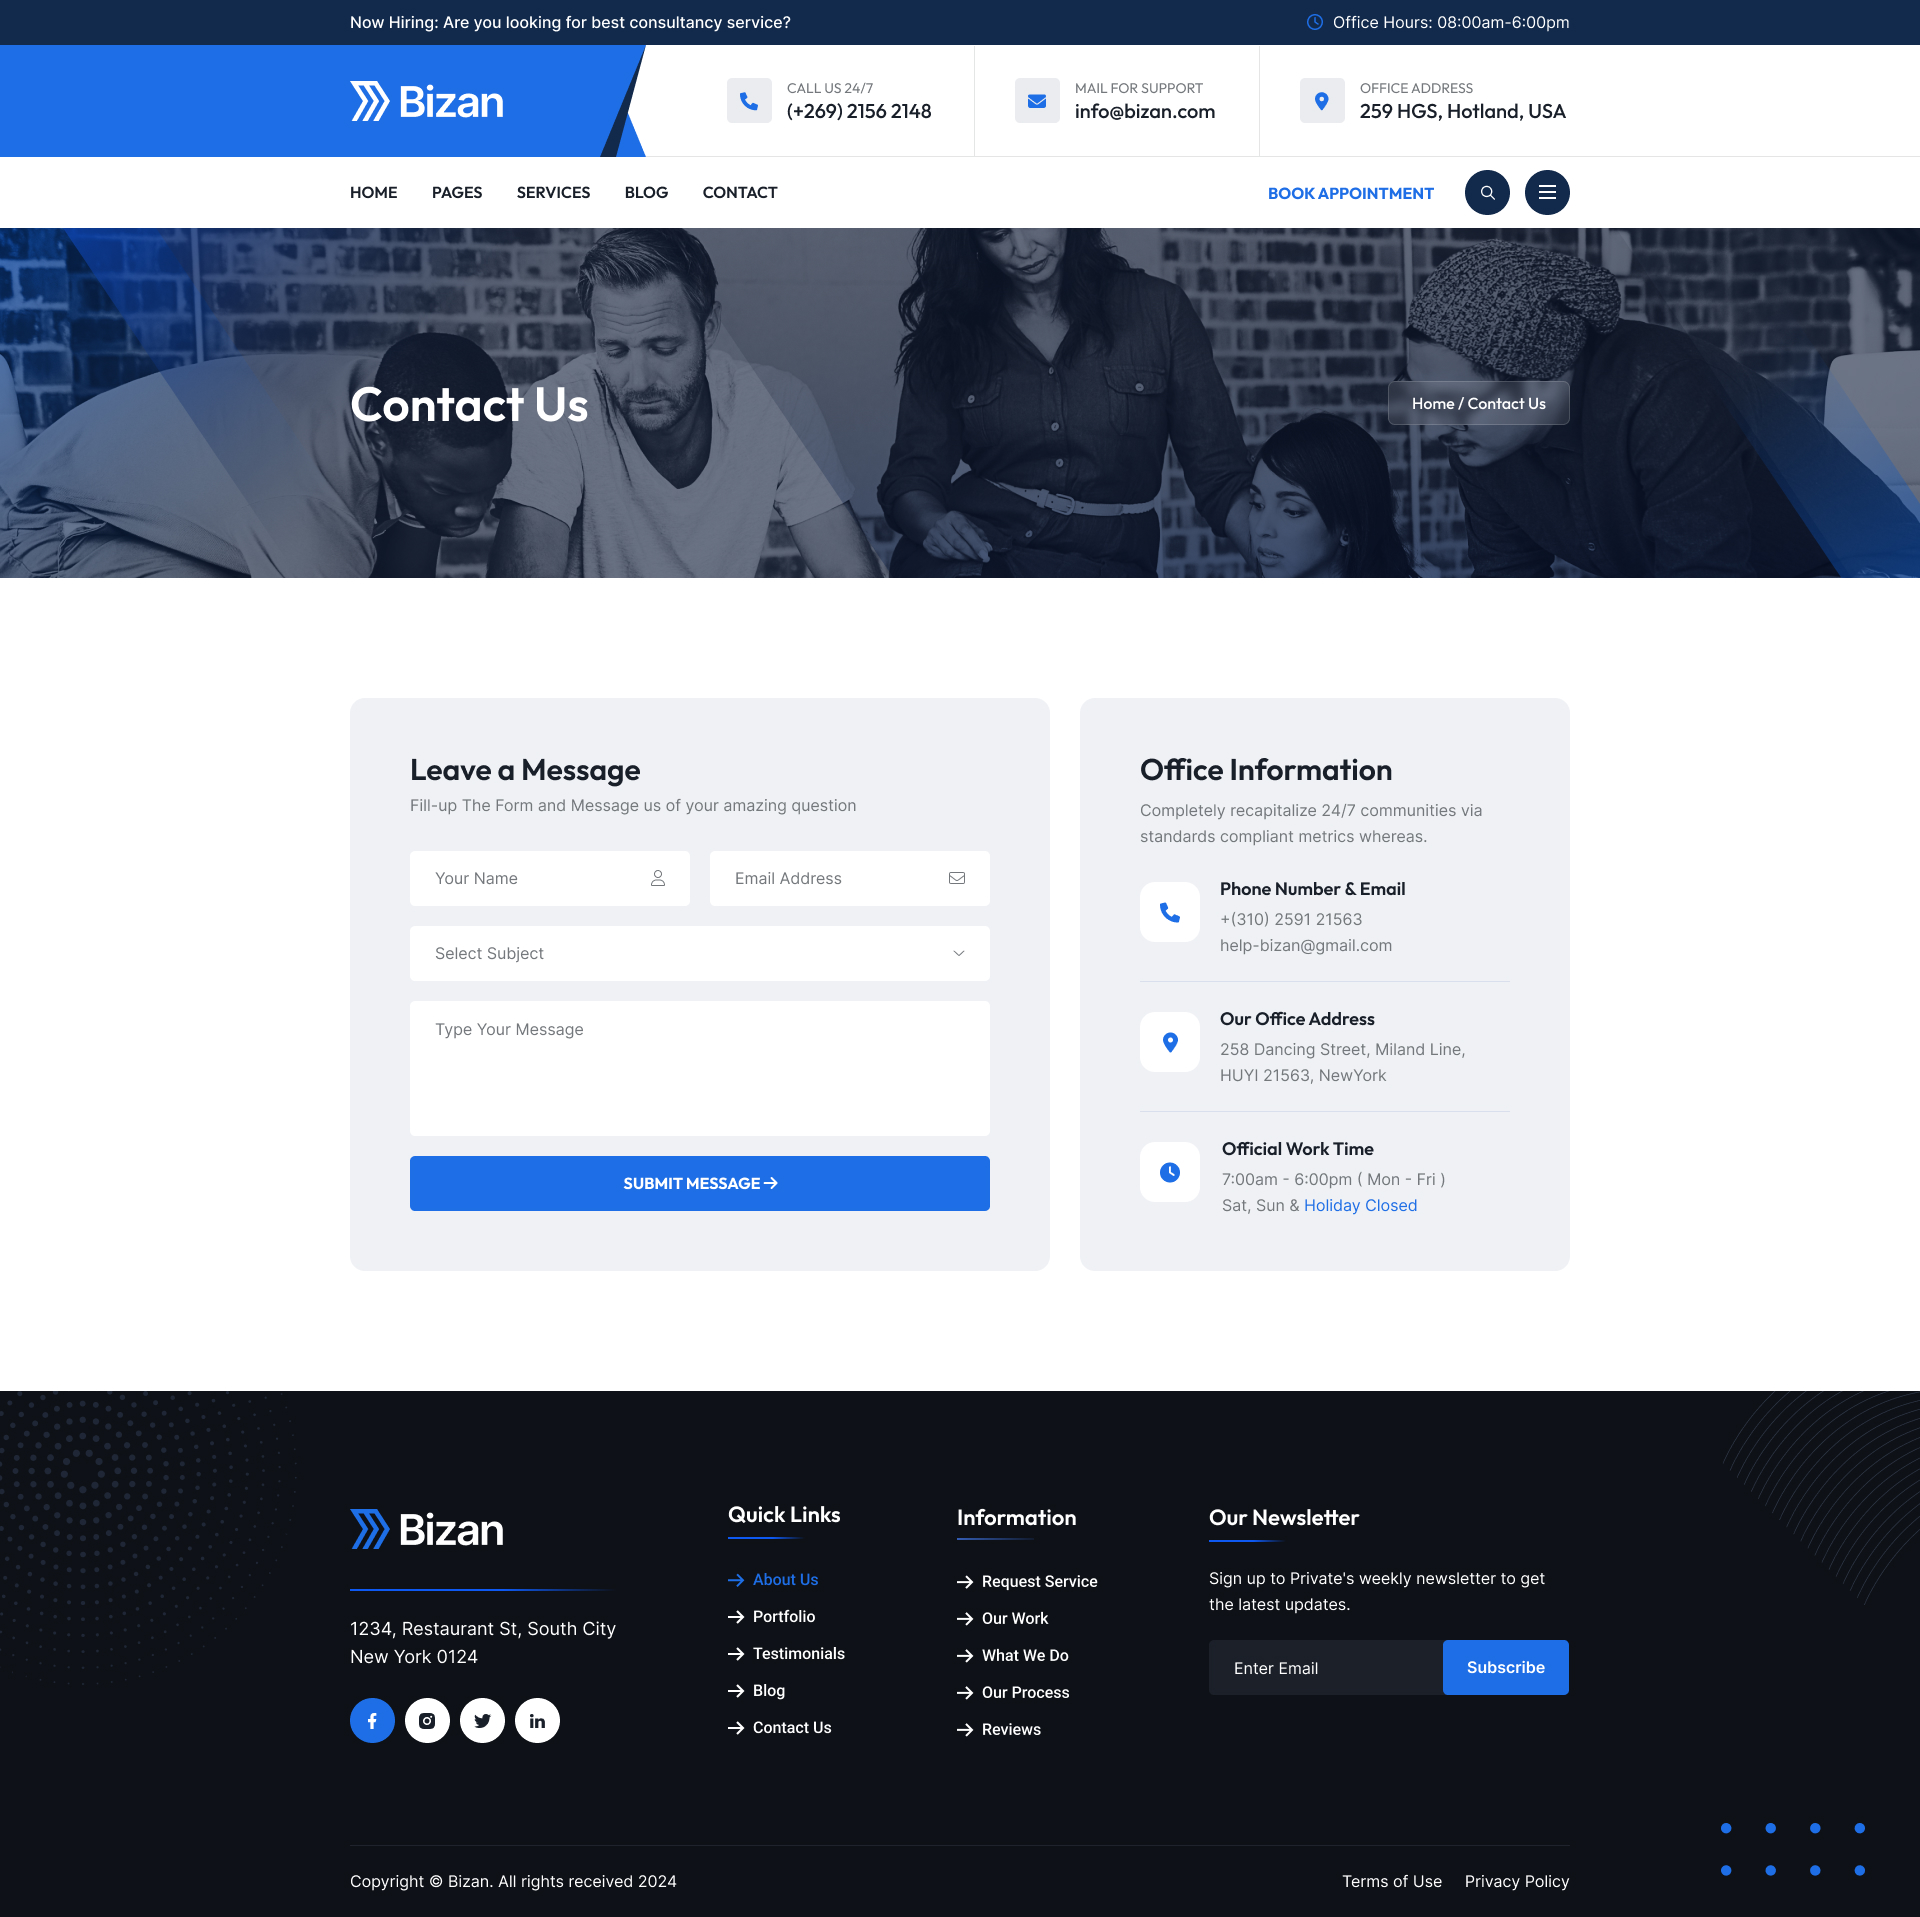 Now Hiring: Are you looking for best consultancy service?
Office Hours: 08:00am-6:00pm
Bizan
CALL US 24/7
(+269) 2156 2148
MAIL FOR SUPPORT
info@bizan.com
OFFICE ADDRESS
259 HGS, Hotland, USA
HOME
PAGES
SERVICES
BLOG
CONTACT
BOOK APPOINTMENT
Contact Us
Home / Contact Us
Leave a Message
Fill-up The Form and Message us of your amazing question
Your Name
Email Address
Select Subject
Type Your Message
SUBMIT MESSAGE
Office Information
Completely recapitalize 24/7 communities via
standards compliant metrics whereas.
Phone Number & Email
+(310) 2591 21563
help-bizan@gmail.com
Our Office Address
258 Dancing Street, Miland Line,
HUYI 21563, NewYork
Official Work Time
7:00am - 6:00pm ( Mon - Fri )
Sat, Sun & Holiday Closed
Bizan
1234, Restaurant St, South City
New York 0124
Quick Links
About Us
Portfolio
Testimonials
Blog
Contact Us
Information
Request Service
Our Work
What We Do
Our Process
Reviews
Our Newsletter
Sign up to Private's weekly newsletter to get
the latest updates.
Enter Email
Subscribe
Copyright © Bizan. All rights received 2024
Terms of Use
Privacy Policy